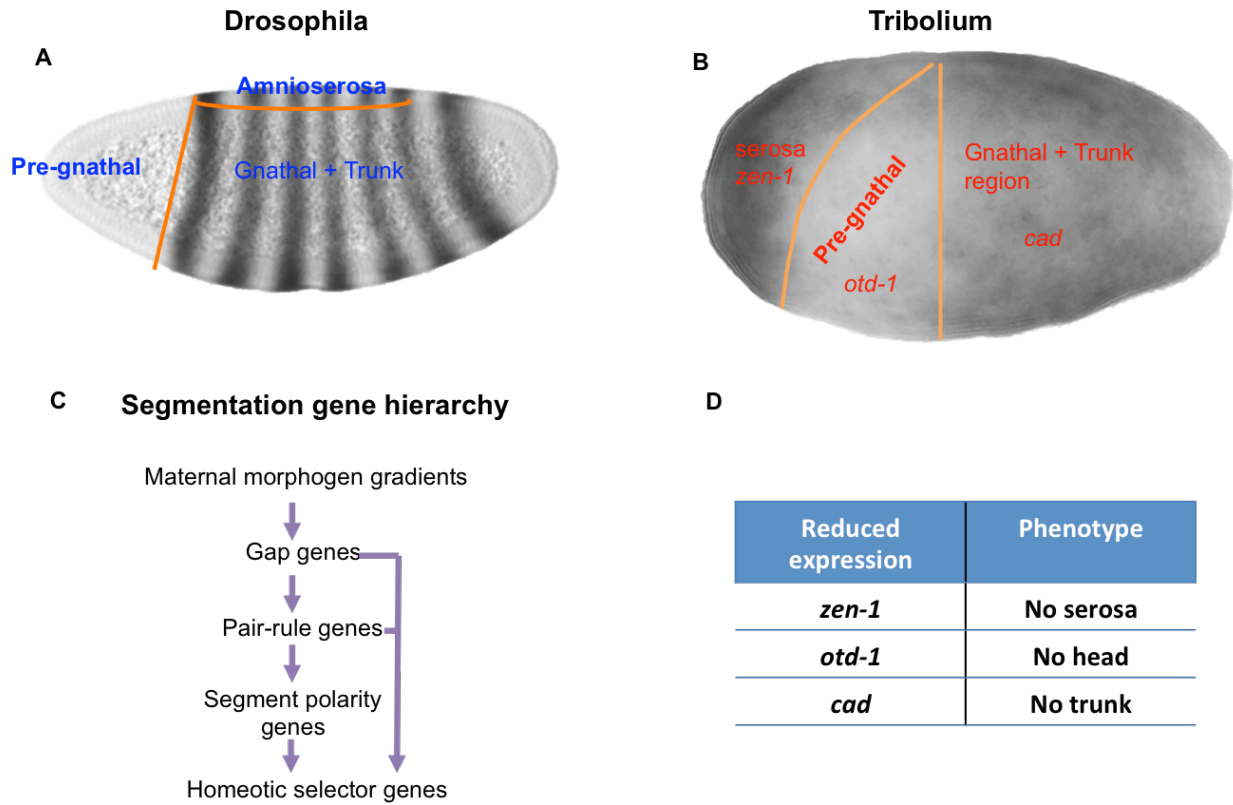 Drosophila
Tribolium
A
Amnioserosa
Pre-gnathal
Gnathal + Trunk
B
serosa
zen-1
Pre-gnathal
otd-1
Gnathal + Trunk
region
cad
C
Segmentation gene hierarchy
Maternal morphogen gradients
Gap genes
Pair-rule genes
Segment polarity
genes
Homeotic selector genes
D
Reduced
expression
Phenotype
zen-1
No serosa
otd-1
No head
cad
No trunk